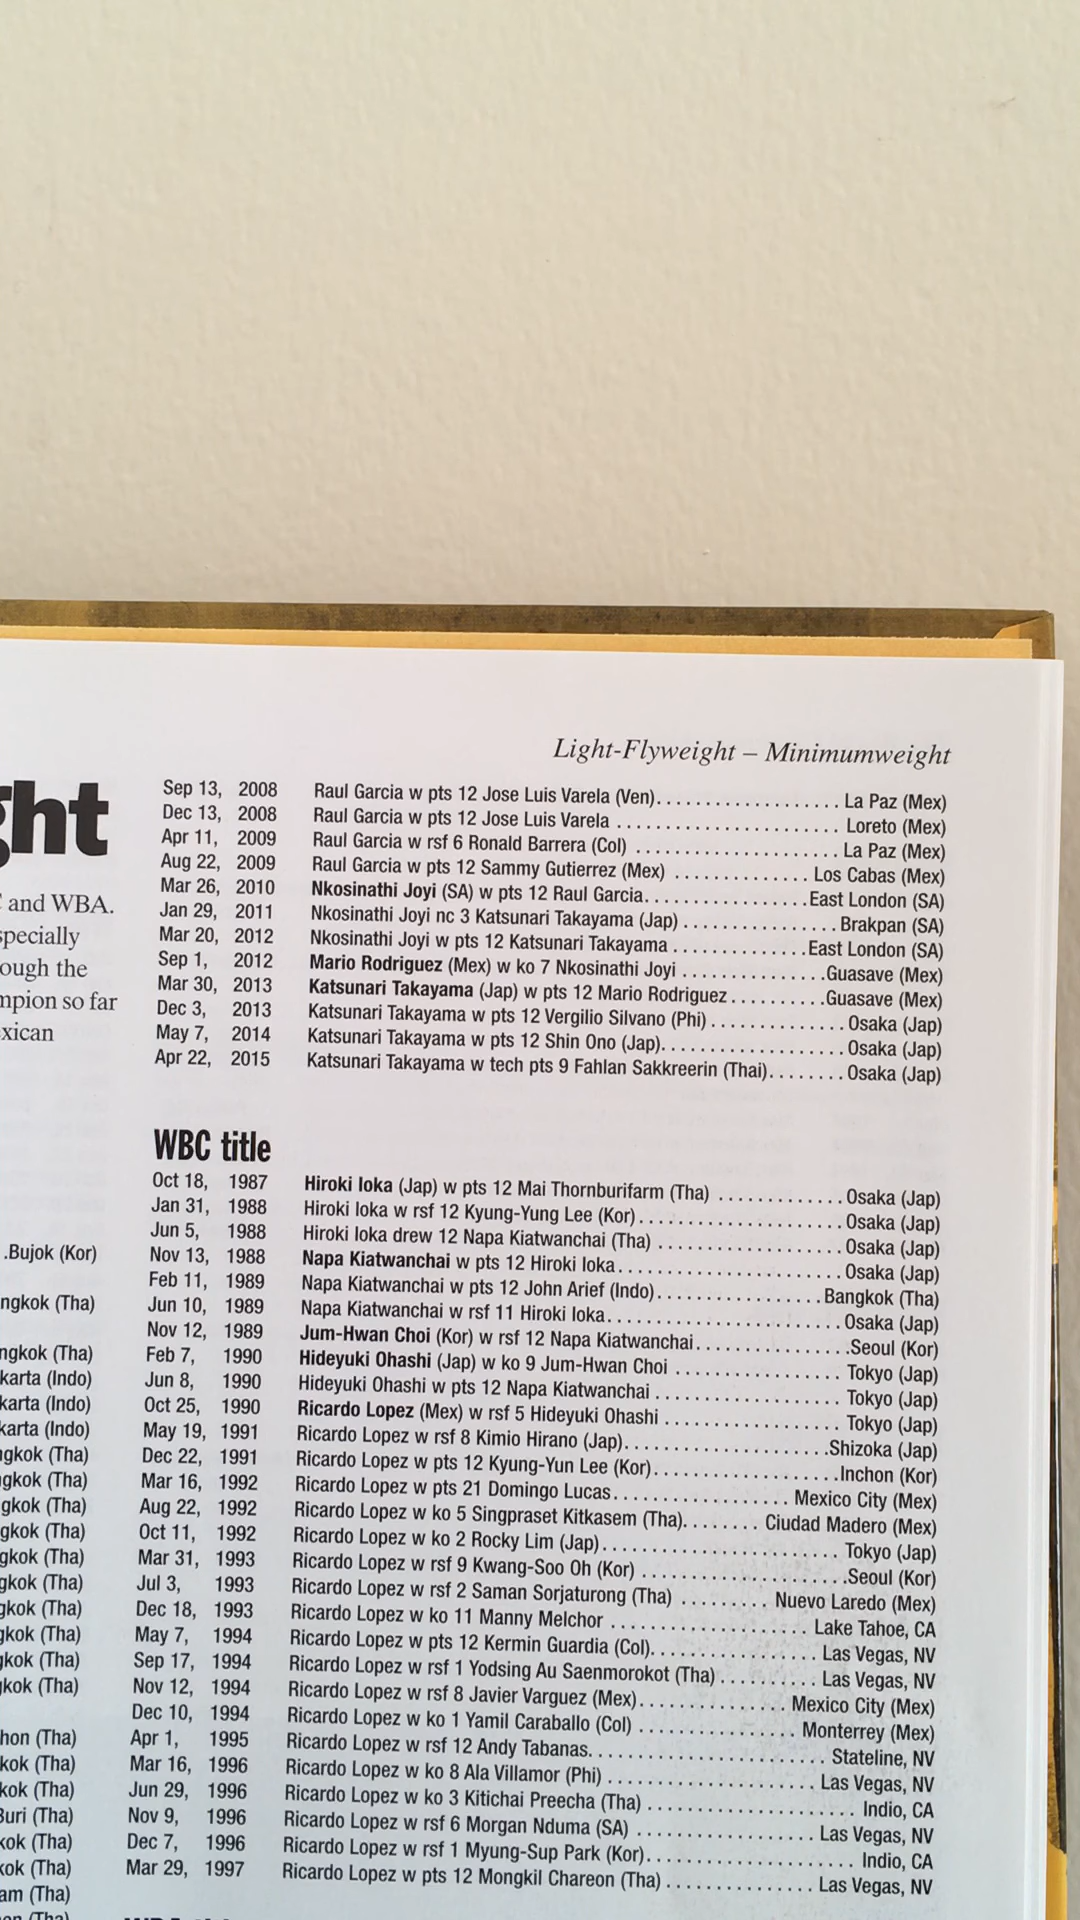 Light-Flyweight – Minimumweight
ght
and WBA.
specially
ough the
mpion so far
xican
.Bujok (Kor)
ngkok (Tha)
ngkok (Tha)
karta (Indo)
karta (Indo)
karta (Indo)
gkok (Tha)
gkok (Tha)
gkok (Tha)
gkok (Tha)
gkok (Tha)
gkok (Tha)
gkok (Tha)
gkok (Tha)
gkok (Tha)
gkok (Tha)
hon (Tha)
kok (Tha)
kok (Tha)
Buri (Tha)
kok (Tha)
kok (Tha)
am (Tha)
Sep 13, 2008 Raul Garcia w pts 12 Jose Luis Varela (Ven). . . . . . . . . . . . . . . . . . . La Paz (Mex)
Dec 13, 2008 Raul Garcia w pts 12 Jose Luis Varela . . . . . . . . . . . . . . . . . . . . . . . Loreto (Mex)
Apr 11, 2009 Raul Garcia w rsf 6 Ronald Barrera (Col) . . . . . . . . . . . . . . . . . . . . . La Paz (Mex)
Aug 22, 2009 Raul Garcia w pts 12 Sammy Gutierrez (Mex) . . . . . . . . . . . . . . Los Cabas (Mex)
Mar 26, 2010 Nkosinathi Joyi (SA) w pts 12 Raul Garcia. . . . . . . . . . . . . . . . .East London (SA)
Jan 29, 2011 Nkosinathi Joyi nc 3 Katsunari Takayama (Jap) . . . . . . . . . . . . . . . . Brakpan (SA)
Mar 20, 2012 Nkosinathi Joyi w pts 12 Katsunari Takayama . . . . . . . . . . . . . .East London (SA)
Sep 1, 2012 Mario Rodriguez (Mex) w ko 7 Nkosinathi Joyi . . . . . . . . . . . . . . .Guasave (Mex)
Mar 30, 2013 Katsunari Takayama (Jap) w pts 12 Mario Rodriguez . . . . . . . . . .Guasave (Mex)
Dec 3, 2013 Katsunari Takayama w pts 12 Vergilio Silvano (Phi) . . . . . . . . . . . . . . Osaka (Jap)
May 7, 2014 Katsunari Takayama w pts 12 Shin Ono (Jap). . . . . . . . . . . . . . . . . . . Osaka (Jap)
Apr 22, 2015 Katsunari Takayama w tech pts 9 Fahlan Sakkreerin (Thai). . . . . . . . Osaka (Jap)
WBC title
Oct 18, 1987 Hiroki Ioka (Jap) w pts 12 Mai Thornburifarm (Tha) . . . . . . . . . . . . . Osaka (Jap)
Jan 31, 1988 Hiroki Ioka w rsf 12 Kyung-Yung Lee (Kor) . . . . . . . . . . . . . . . . . . . . . Osaka (Jap)
Jun 5, 1988 Hiroki Ioka drew 12 Napa Kiatwanchai (Tha) . . . . . . . . . . . . . . . . . . . Osaka (Jap)
Nov 13, 1988 Napa Kiatwanchai w pts 12 Hiroki Ioka. . . . . . . . . . . . . . . . . . . . . . . Osaka (Jap)
Feb 11, 1989 Napa Kiatwanchai w pts 12 John Arief (Indo) . . . . . . . . . . . . . . . . . Bangkok (Tha)
Jun 10, 1989 Napa Kiatwanchai w rsf 11 Hiroki Ioka. . . . . . . . . . . . . . . . . . . . . . . . Osaka (Jap)
Nov 12, 1989 Jum-Hwan Choi (Kor) w rsf 12 Napa Kiatwanchai. . . . . . . . . . . . . . . .Seoul (Kor)
Feb 7, 1990 Hideyuki Ohashi (Jap) w ko 9 Jum-Hwan Choi . . . . . . . . . . . . . . . . . Tokyo (Jap)
Jun 8, 1990 Hideyuki Ohashi w pts 12 Napa Kiatwanchai . . . . . . . . . . . . . . . . . . . Tokyo (Jap)
Oct 25, 1990 Ricardo Lopez (Mex) w rsf 5 Hideyuki Ohashi . . . . . . . . . . . . . . . . . . Tokyo (Jap)
May 19, 1991 Ricardo Lopez w rsf 8 Kimio Hirano (Jap). . . . . . . . . . . . . . . . . . . . .Shizoka (Jap)
Dec 22, 1991 Ricardo Lopez w pts 12 Kyung-Yun Lee (Kor). . . . . . . . . . . . . . . . . . .Inchon (Kor)
Mar 16, 1992 Ricardo Lopez w pts 21 Domingo Lucas. . . . . . . . . . . . . . . . . . Mexico City (Mex)
Aug 22, 1992 Ricardo Lopez w ko 5 Singpraset Kitkasem (Tha). . . . . . . . Ciudad Madero (Mex)
Oct 11, 1992 Ricardo Lopez w ko 2 Rocky Lim (Jap). . . . . . . . . . . . . . . . . . . . . . . . Tokyo (Jap)
Mar 31, 1993 Ricardo Lopez w rsf 9 Kwang-Soo Oh (Kor) . . . . . . . . . . . . . . . . . . . . .Seoul (Kor)
Jul 3, 1993 Ricardo Lopez w rsf 2 Saman Sorjaturong (Tha) . . . . . . . . . Nuevo Laredo (Mex)
Dec 18, 1993 Ricardo Lopez w ko 11 Manny Melchor . . . . . . . . . . . . . . . . . . . . Lake Tahoe, CA
May 7, 1994 Ricardo Lopez w pts 12 Kermin Guardia (Col). . . . . . . . . . . . . . . . . Las Vegas, NV
Sep 17, 1994 Ricardo Lopez w rsf 1 Yodsing Au Saenmorokot (Tha) . . . . . . . . . . Las Vegas, NV
Nov 12, 1994 Ricardo Lopez w rsf 8 Javier Varguez (Mex). . . . . . . . . . . . . . . Mexico City (Mex)
Dec 10, 1994 Ricardo Lopez w ko 1 Yamil Caraballo (Col) . . . . . . . . . . . . . . . . Monterrey (Mex)
Apr 1, 1995 Ricardo Lopez w rsf 12 Andy Tabanas. . . . . . . . . . . . . . . . . . . . . . . . Stateline, NV
Mar 16, 1996 Ricardo Lopez w ko 8 Ala Villamor (Phi) . . . . . . . . . . . . . . . . . . . . . Las Vegas, NV
Jun 29, 1996 Ricardo Lopez w ko 3 Kitichai Preecha (Tha) . . . . . . . . . . . . . . . . . . . . . Indio, CA
Nov 9, 1996 Ricardo Lopez w rsf 6 Morgan Nduma (SA) . . . . . . . . . . . . . . . . . . Las Vegas, NV
Dec 7, 1996 Ricardo Lopez w rsf 1 Myung-Sup Park (Kor). . . . . . . . . . . . . . . . . . . . . Indio, CA
Mar 29, 1997 Ricardo Lopez w pts 12 Mongkil Chareon (Tha) . . . . . . . . . . . . . . . Las Vegas, NV